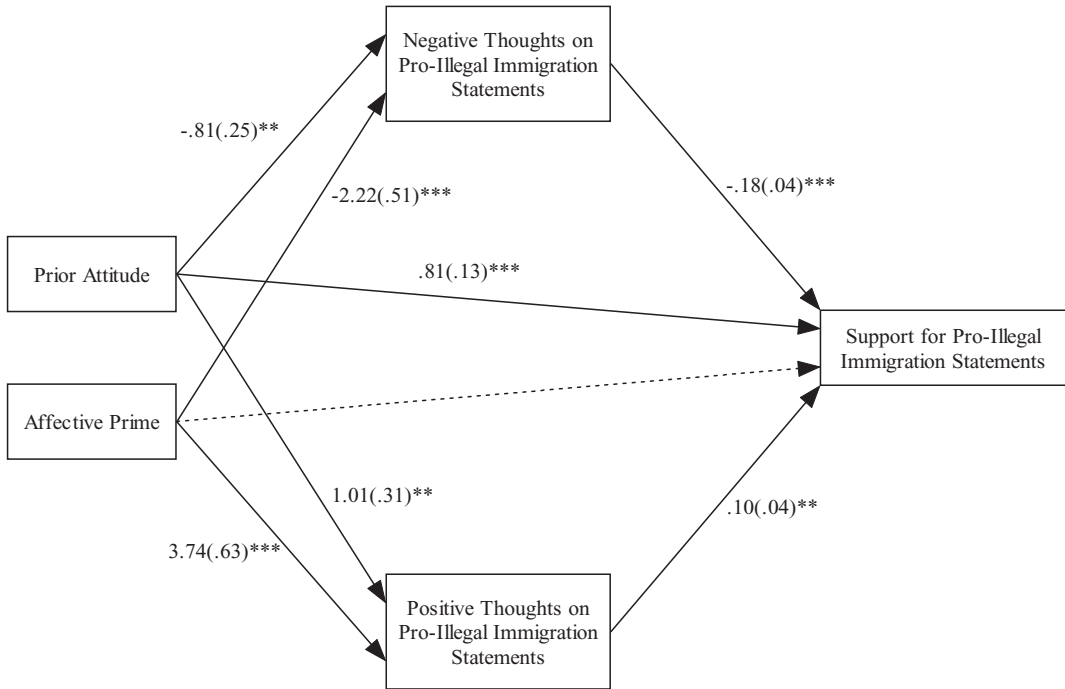 Negative Thoughts on
Pro-Illegal Immigration
Statements
-.81(.25)**
-2.22(.51)***
-.18(.04)***
Prior Attitude
.81(.13)***
Support for Pro-Illegal
Immigration Statements
Affective Prime
1.01(.31)**
.10(.04)**
3.74(.63)***
Positive Thoughts on
Pro-Illegal Immigration
Statements